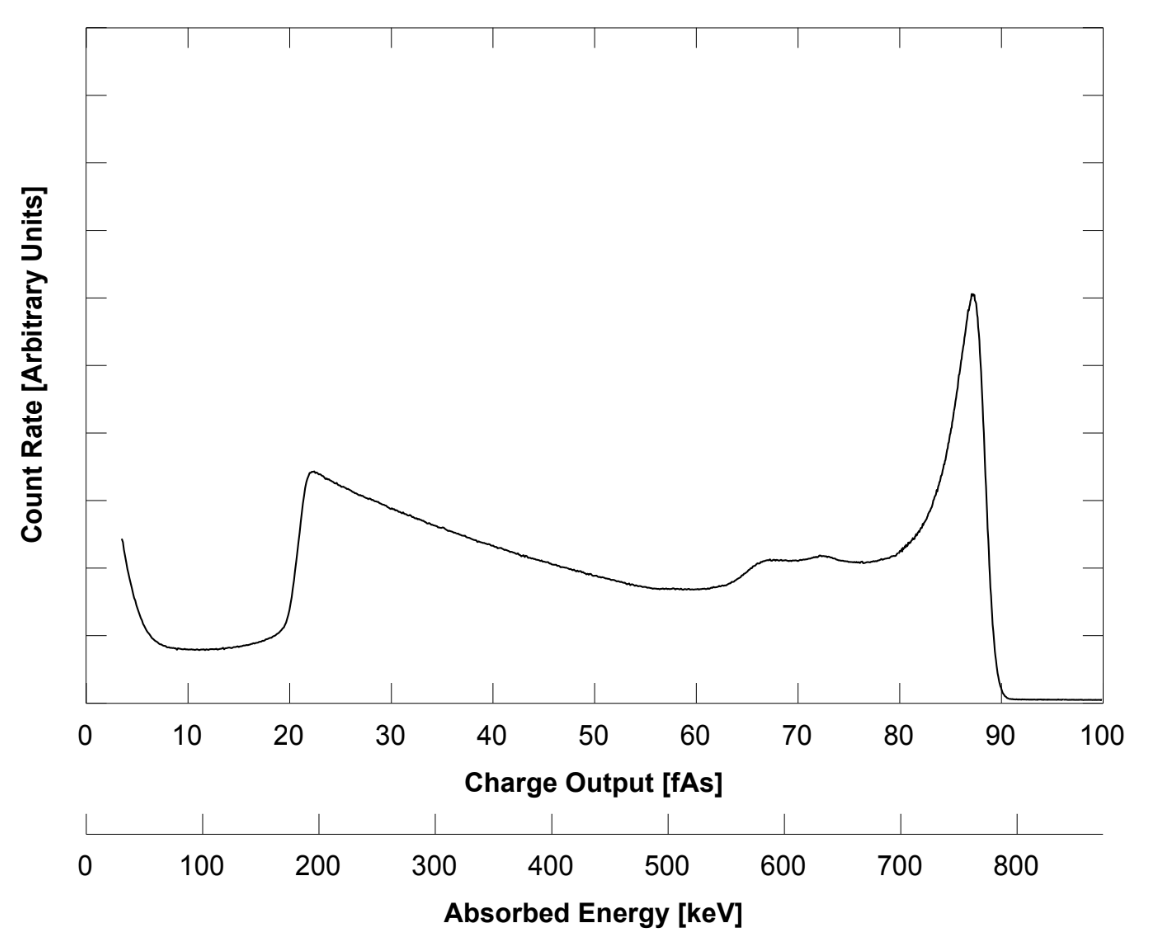 Count Rate [Arbitrary Units]
0 10 20 30 40 50 60 70 80 90 100
Charge Output [fAs]
0 100 200 300 400 500 600 700 800
Absorbed Energy [keV]